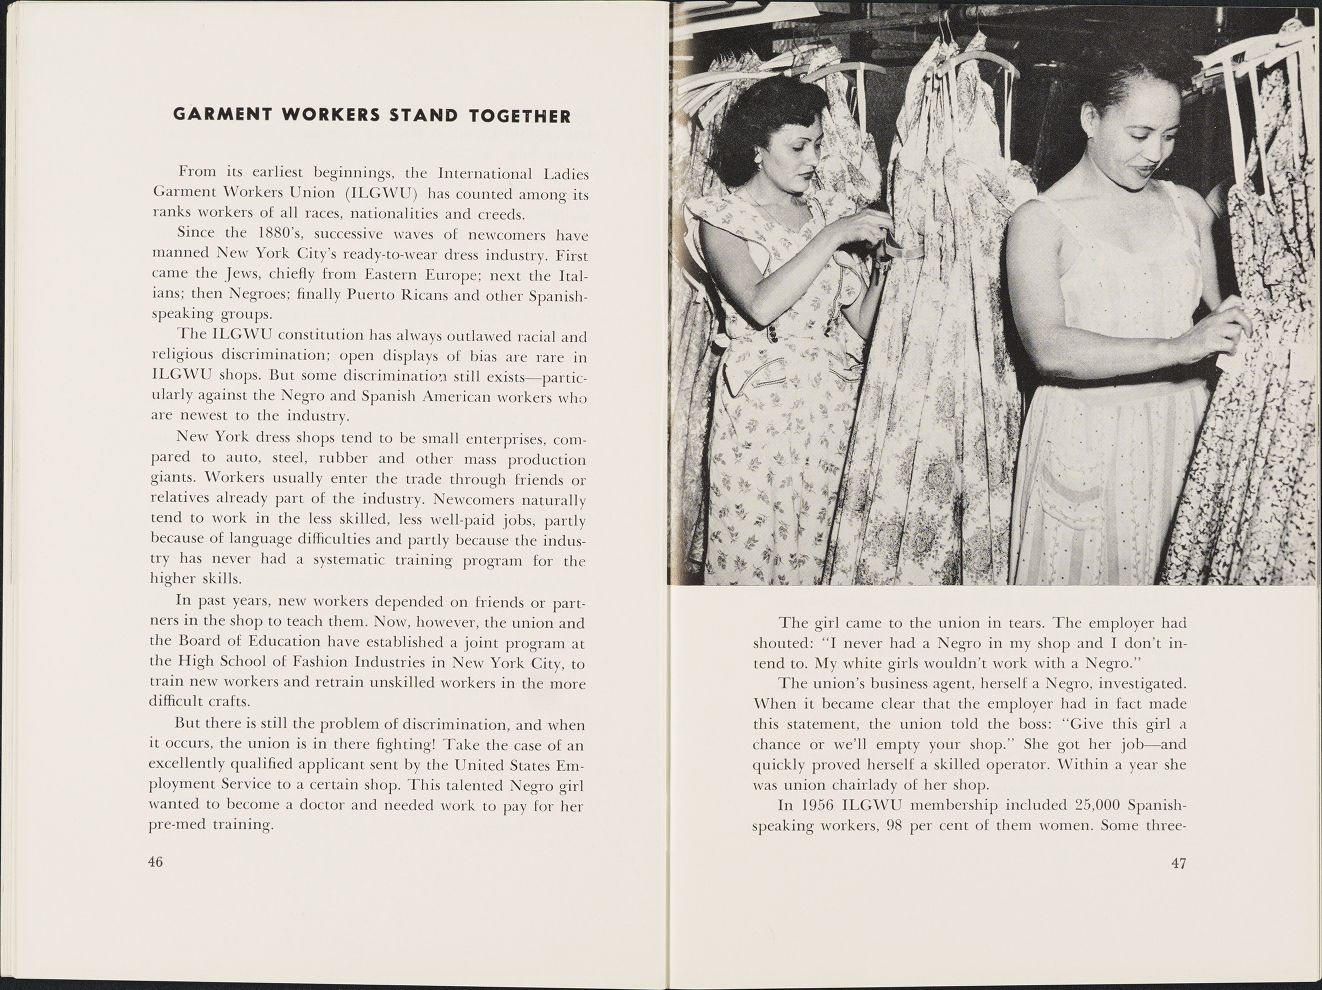 GARMENT WORKERS STAND TOGETHER
From its earliest beginnings, the International Ladies
Garment Workers Union (ILGWU) has counted among its
ranks workers of all races, nationalities and creeds.
Since the 1880's, successive waves of newcomers have
manned New York City's ready-to-wear dress industry. First
came the Jews, chiefly from Eastern Europe; next the Ital-
ians; then Negroes; finally Puerto Ricans and other Spanish-
speaking groups.
The ILGWU constitution has always outlawed racial and
religious discrimination; open displays of bias are rare in
ILGWU shops. But some discrimination still exists—partic-
ularly against the Negro and Spanish American workers who
are newest to the industry.
New York dress shops tend to be small enterprises, com-
pared to auto, steel, rubber and other mass production
giants. Workers usually enter the trade through friends or
relatives already part of the industry. Newcomers naturally
tend to work in the less skilled, less well-paid jobs, partly
because of language difficulties and partly because the indus-
try has never had a systematic training program for the
higher skills.
In past years, new workers depended on friends or part-
ners in the shop to teach them. Now, however, the union and
the Board of Education have established a joint program at
the High School of Fashion Industries in New York City, to
train new workers and retrain unskilled workers in the more
difficult crafts.
But there is still the problem of discrimination, and when
it occurs, the union is in there fighting! Take the case of an
excellently qualified applicant sent by the United States Em-
ployment Service to a certain shop. This talented Negro girl
wanted to become a doctor and needed work to pay for her
pre-med training.
46
The girl came to the union in tears. The employer had
shouted: "I never had a Negro in my shop and I don't in-
tend to. My white girls wouldn't work with a Negro."
The union's business agent, herself a Negro, investigated.
When it became clear that the employer had in fact made
this statement, the union told the boss: "Give this girl a
chance or we'll empty your shop." She got her job—and
quickly proved herself a skilled operator. Within a year she
was union chairlady of her shop.
In 1956 ILGWU membership included 25,000 Spanish-
speaking workers, 98 per cent of them women. Some three-
47